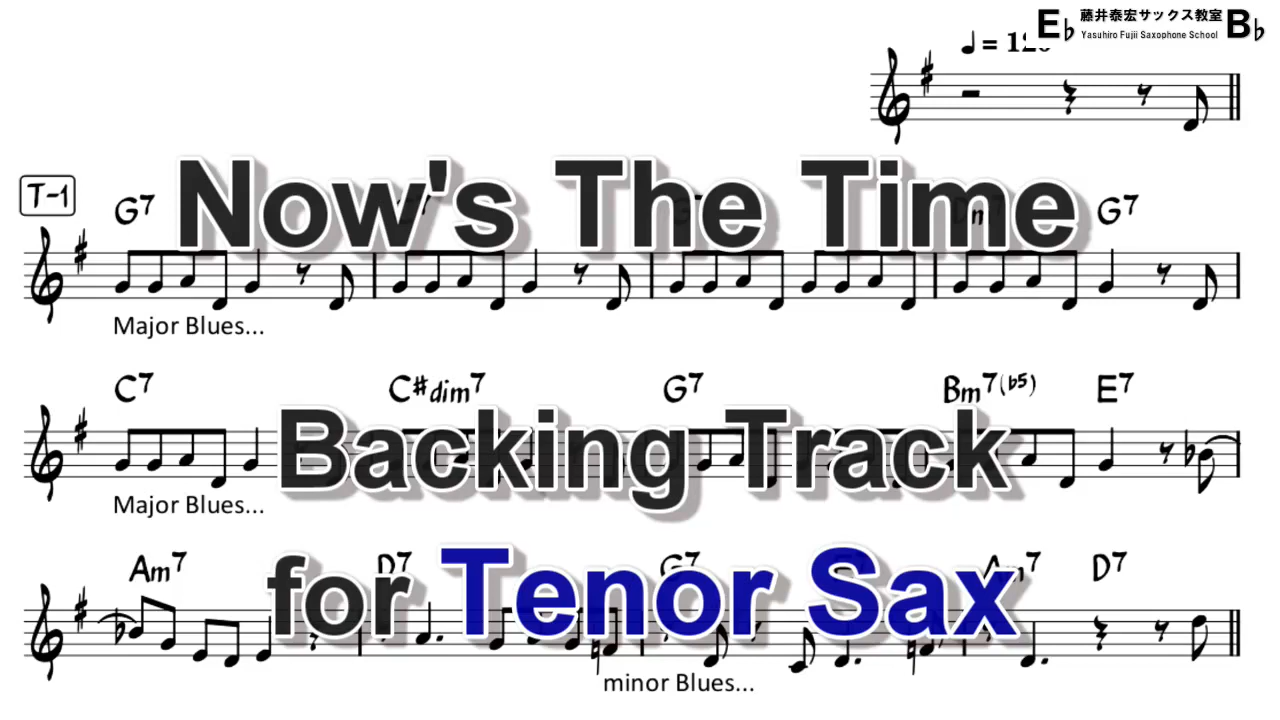 E♭ 藤井泰宏サックス教室 B♭
Yasuhiro Fujii Saxophone School
T-1
Now's The Time
G7 G7
Major Blues...
C7 C#dim7 G7 Bm7(♭5) E7
Backing Track
Major Blues...
Am7 D7 G7 D7
for Tenor Sax
minor Blues...